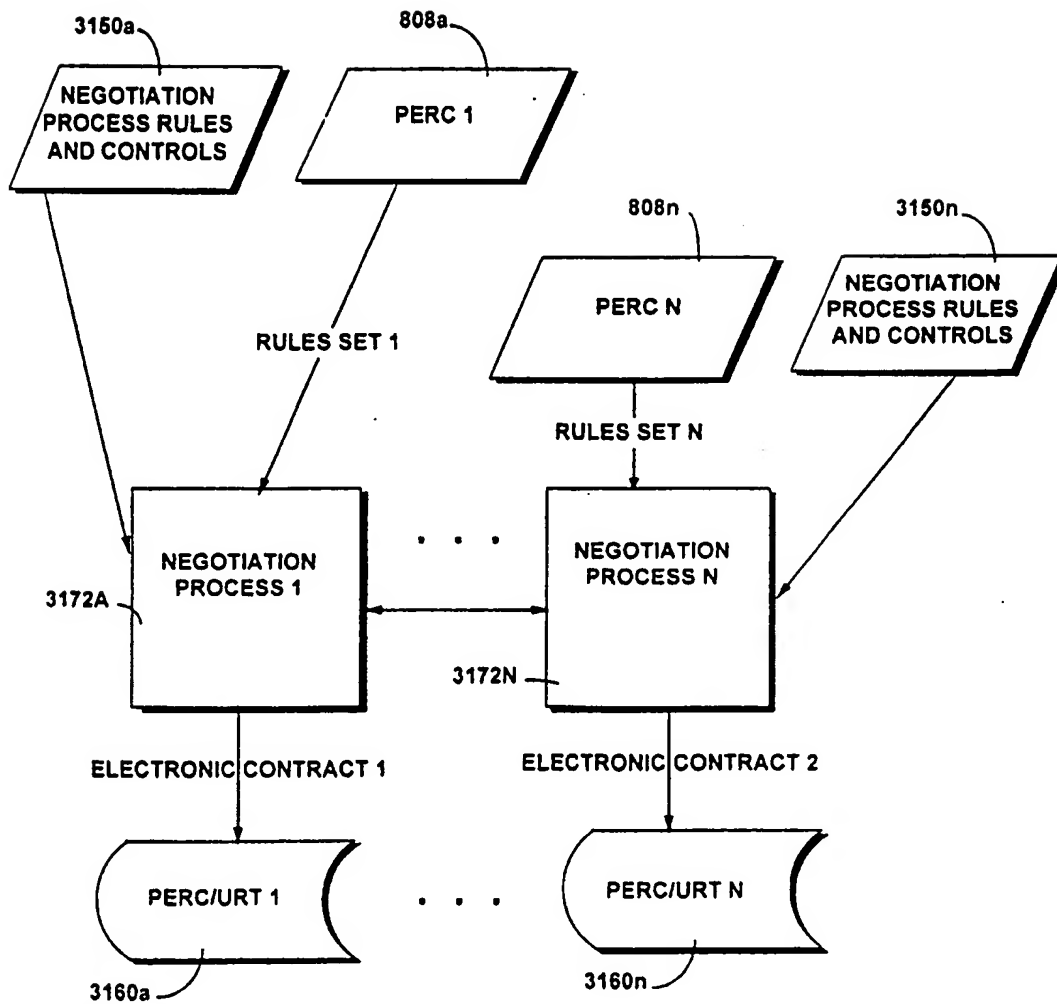 3150a
808a
NEGOTIATION
PROCESS RULES
AND CONTROLS
PERC 1
808n
3150n
PERC N
NEGOTIATION
PROCESS RULES
AND CONTROLS
RULES SET 1
RULES SET N
NEGOTIATION
PROCESS 1
. . .
NEGOTIATION
PROCESS N
3172A
3172N
ELECTRONIC CONTRACT 1
ELECTRONIC CONTRACT 2
PERC/URT 1
. . .
PERC/URT N
3160a
3160n